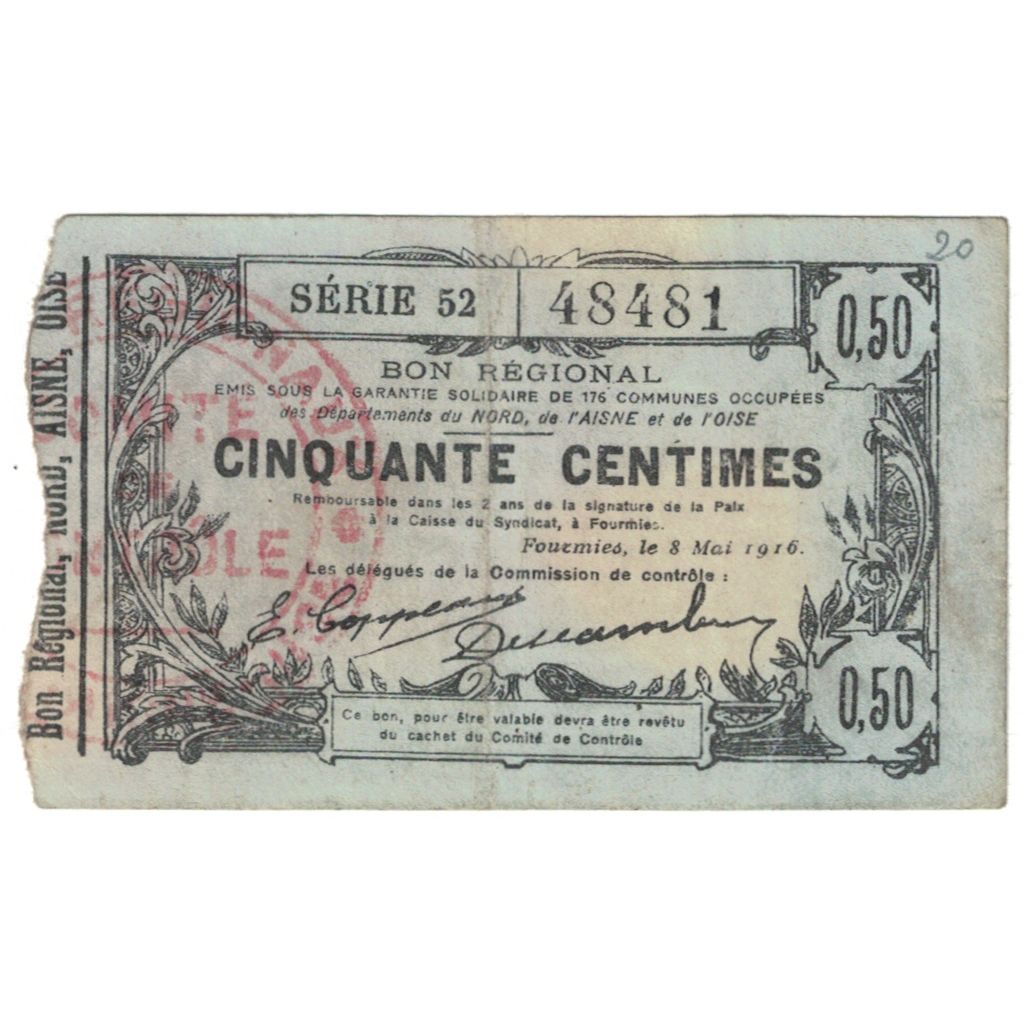 20
SÉRIE 52 48481
0,50
BON RÉGIONAL
EMIS SOUS LA GARANTIE SOLIDAIRE DE 176 COMMUNES OCCUPÉES
des Départements du NORD, de l'AISNE et de l'OISE
CINQUANTE CENTIMES
Remboursable dans les 2 ans de la signature de la Paix
à la Caisse du Syndicat, à Fourmies.
Fourmies, le 8 Mai 1916.
Les délégués de la Commission de contrôle :
0,50
Ce bon, pour être valable devra être revêtu
du cachet du Comité de Contrôle
Bon Régional, NORD, AISNE, OISE